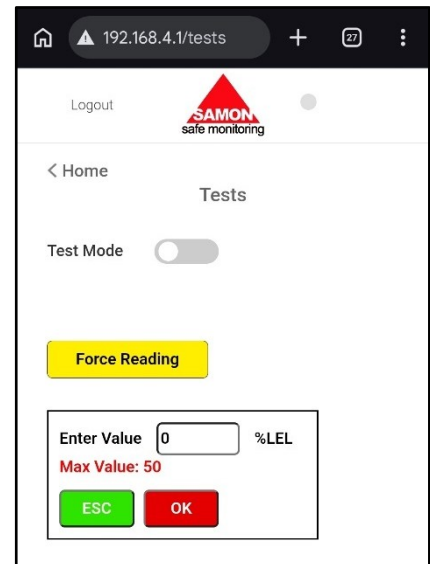 192.168.4.1/tests
27
Logout
SAMON
safe monitoring
< Home
Tests
Test Mode
Force Reading
Enter Value 0 %LEL
Max Value: 50
ESC OK